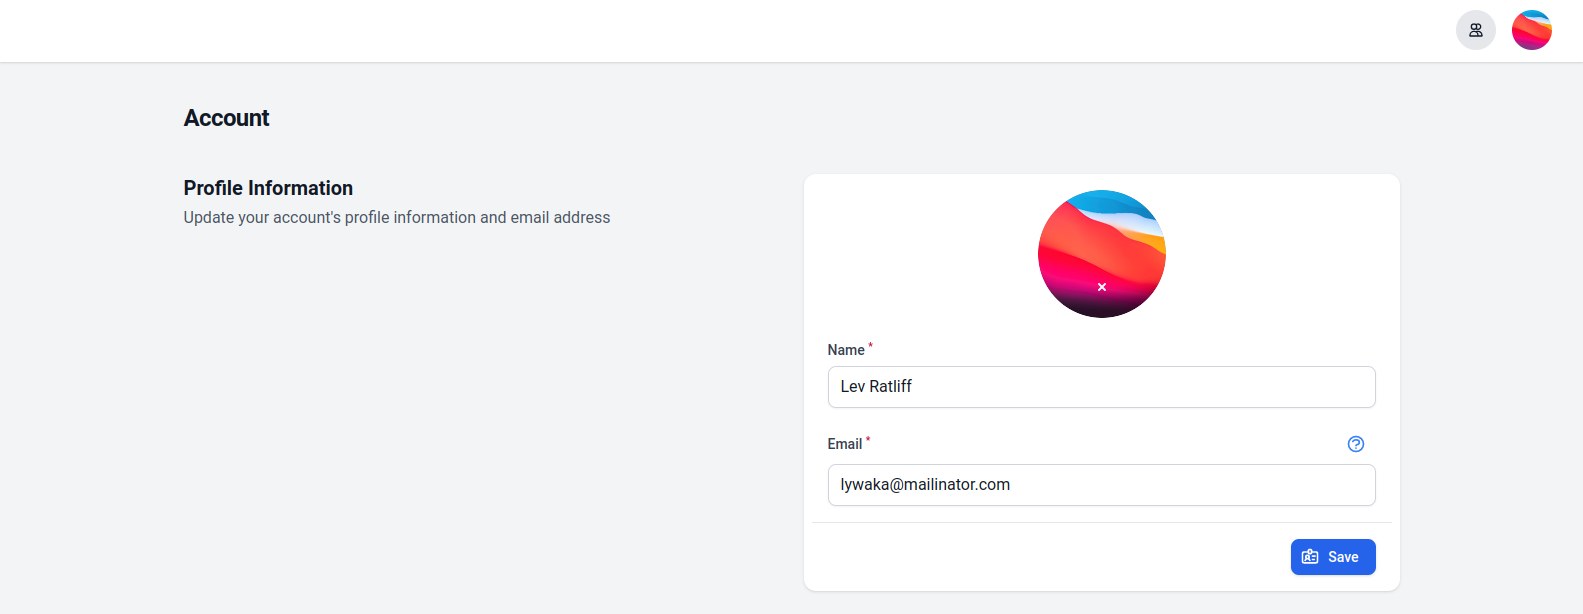 Account
Profile Information
Update your account's profile information and email address
Name *
Lev Ratliff
Email *
lywaka@mailinator.com
Save